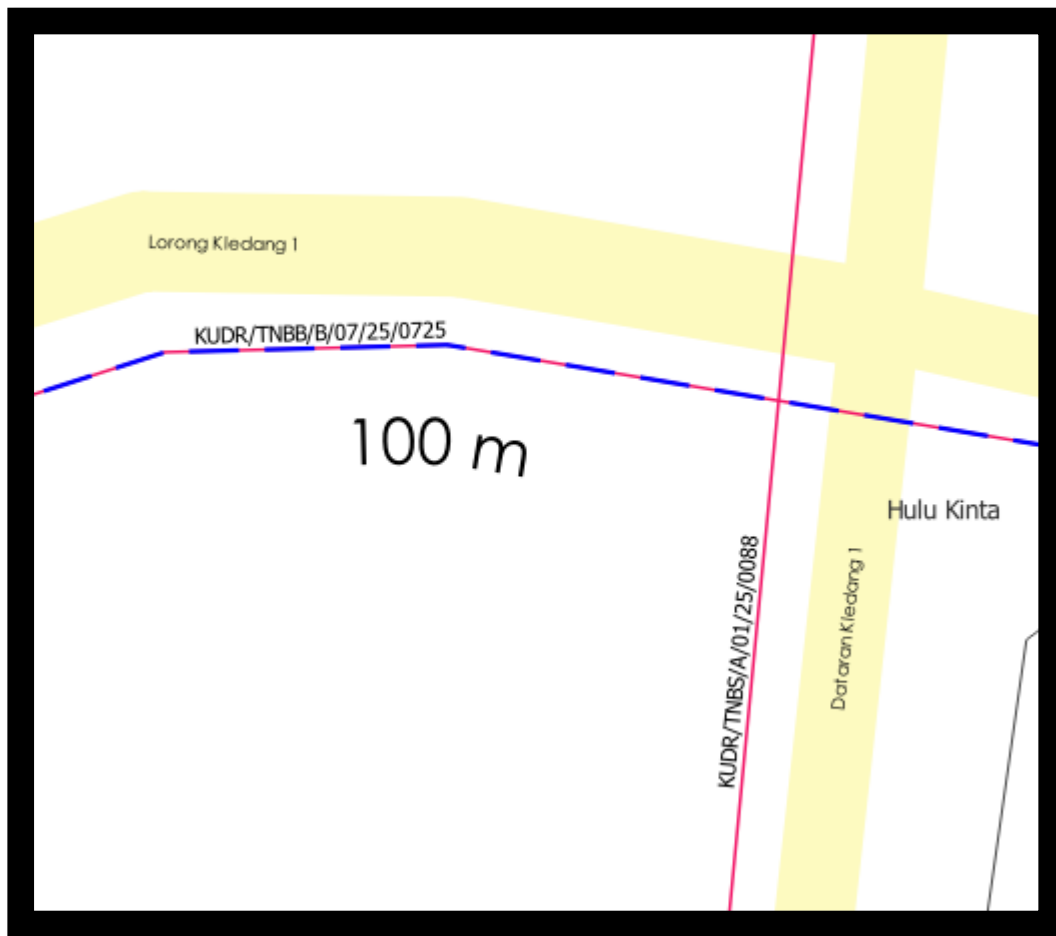 Lorong Kledang 1
KUDR/TNBB/B/07/25/0725
100 m
Hulu Kinta
KUDR/TNBS/A/01/25/0088
Dataran Kledang 1